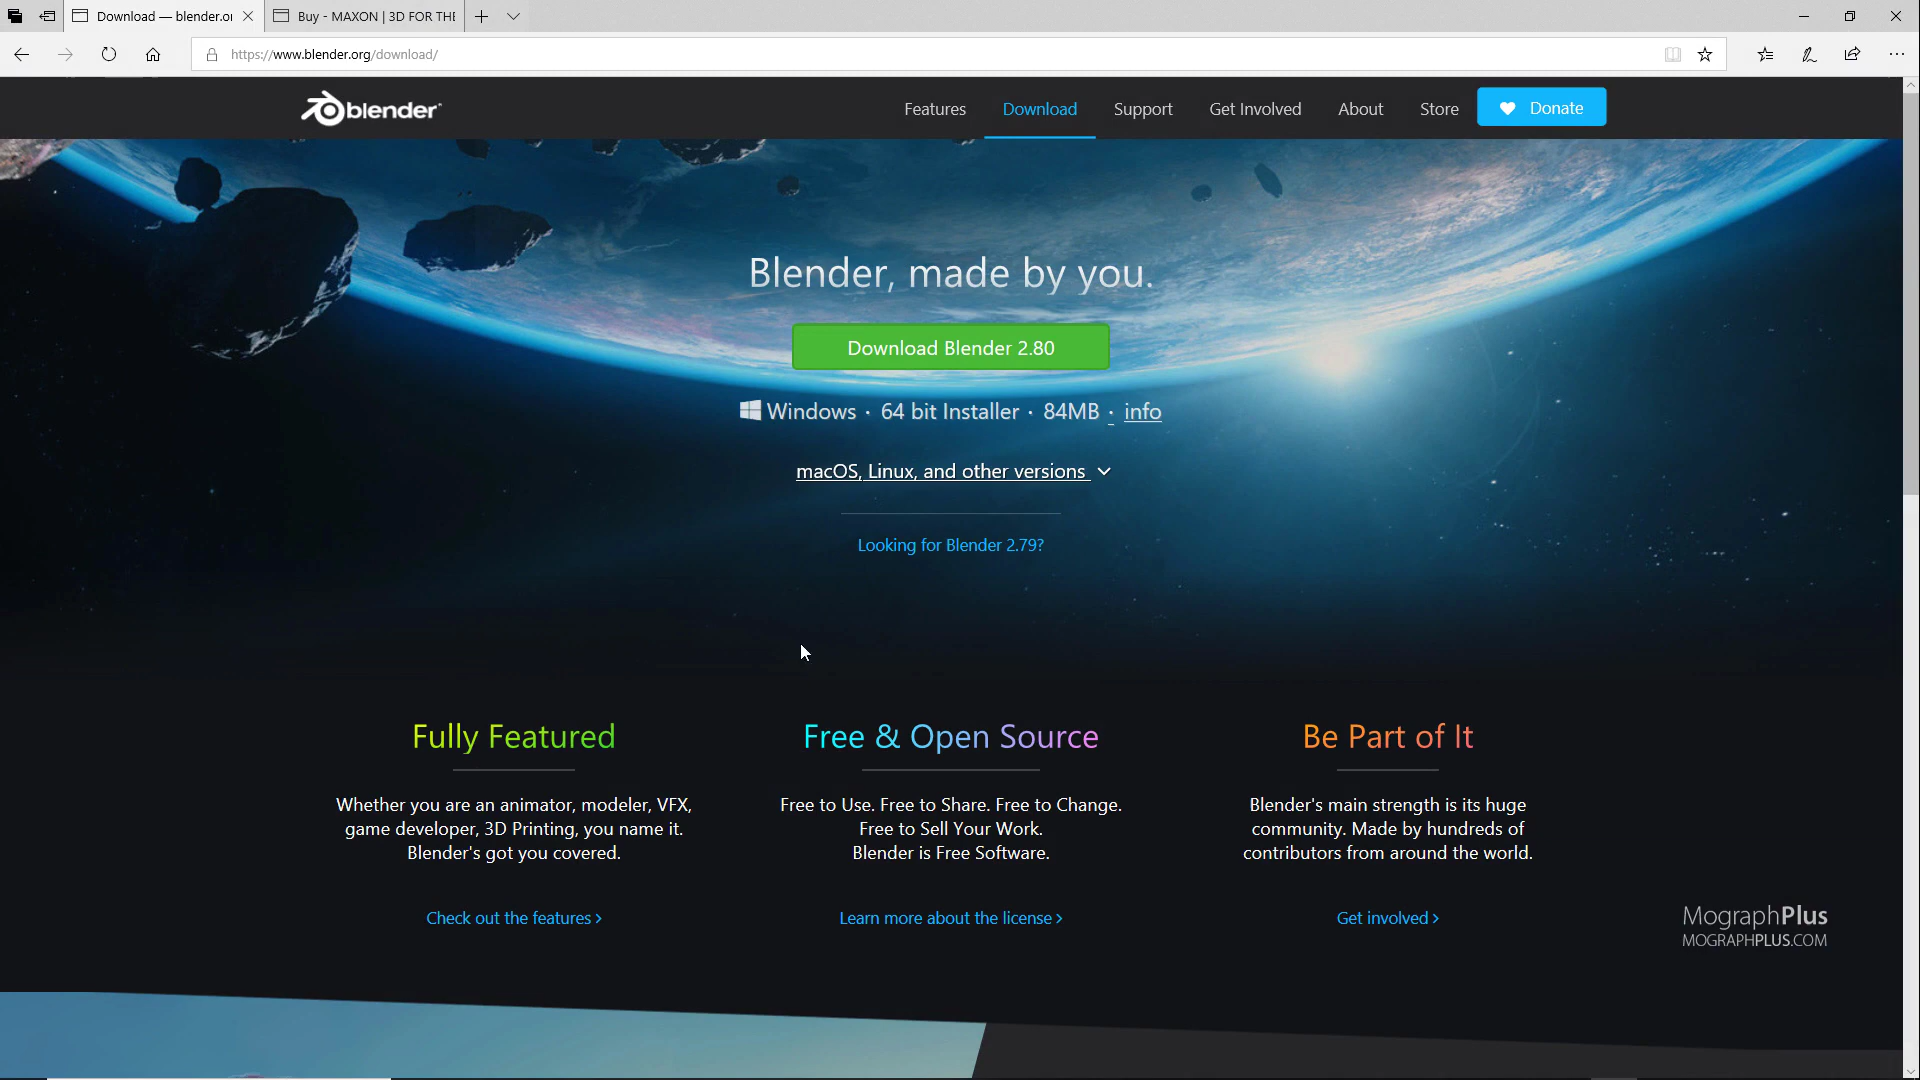 Download — blender.or
Buy - MAXON | 3D FOR THE
https://www.blender.org/download/
blender
Features
Download
Support
Get Involved
About
Store
Donate
Blender, made by you.
Download Blender 2.80
Windows · 64 bit Installer · 84MB · info
macOS, Linux, and other versions
Looking for Blender 2.79?
Fully Featured
Whether you are an animator, modeler, VFX,
game developer, 3D Printing, you name it.
Blender's got you covered.
Check out the features ›
Free & Open Source
Free to Use. Free to Share. Free to Change.
Free to Sell Your Work.
Blender is Free Software.
Learn more about the license ›
Be Part of It
Blender's main strength is its huge
community. Made by hundreds of
contributors from around the world.
Get involved ›
MographPlus
MOGRAPHPLUS.COM